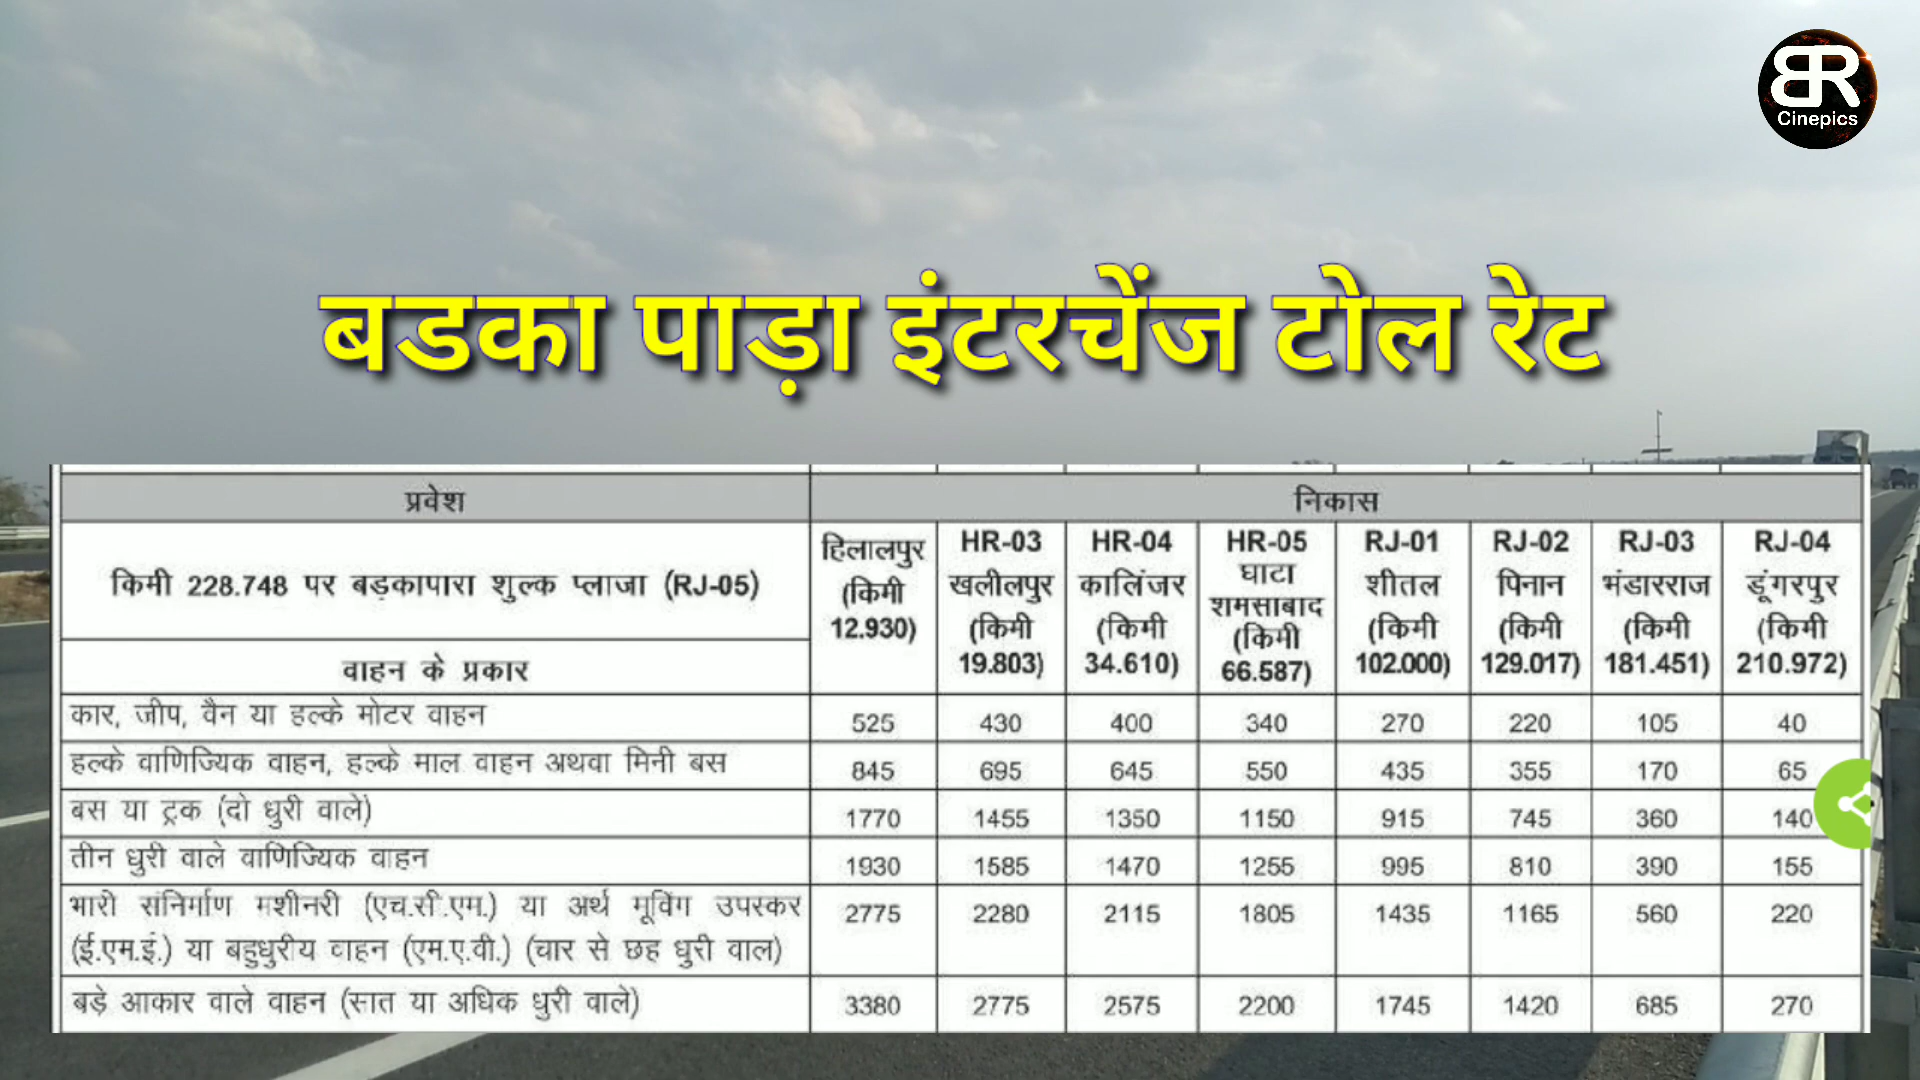 BR
Cinepics
बडका पाड़ा इंटरचेंज टोल रेट
प्रवेश
निकास
किमी 228.748 पर बड़कापारा शुल्क प्लाजा (RJ-05)
हिलालपुर
(किमी
12.930)
HR-03
खलीलपुर
(किमी
19.803)
HR-04
कालिंजर
(किमी
34.610)
HR-05
घाटा
शमसाबाद
(किमी
66.587)
RJ-01
शीतल
(किमी
102.000)
RJ-02
पिनान
(किमी
129.017)
RJ-03
भंडारराज
(किमी
181.451)
RJ-04
डूंगरपुर
(किमी
210.972)
वाहन के प्रकार
कार, जीप, वैन या हल्के मोटर वाहन 525 430 400 340 270 220 105 40
हल्के वाणिज्यिक वाहन, हल्के माल वाहन अथवा मिनी बस 845 695 645 550 435 355 170 65
बस या ट्रक (दो धुरी वाले) 1770 1455 1350 1150 915 745 360 140
तीन धुरी वाले वाणिज्यिक वाहन 1930 1585 1470 1255 995 810 390 155
भारी संनिर्माण मशीनरी (एच.सी.एम.) या अर्थ मूविंग उपस्कर 2775 2280 2115 1805 1435 1165 560 220
(ई.एम.ई.) या बहुधुरीय वाहन (एम.ए.वी.) (चार से छह धुरी वाल)
बड़े आकार वाले वाहन (सात या अधिक धुरी वाले) 3380 2775 2575 2200 1745 1420 685 270